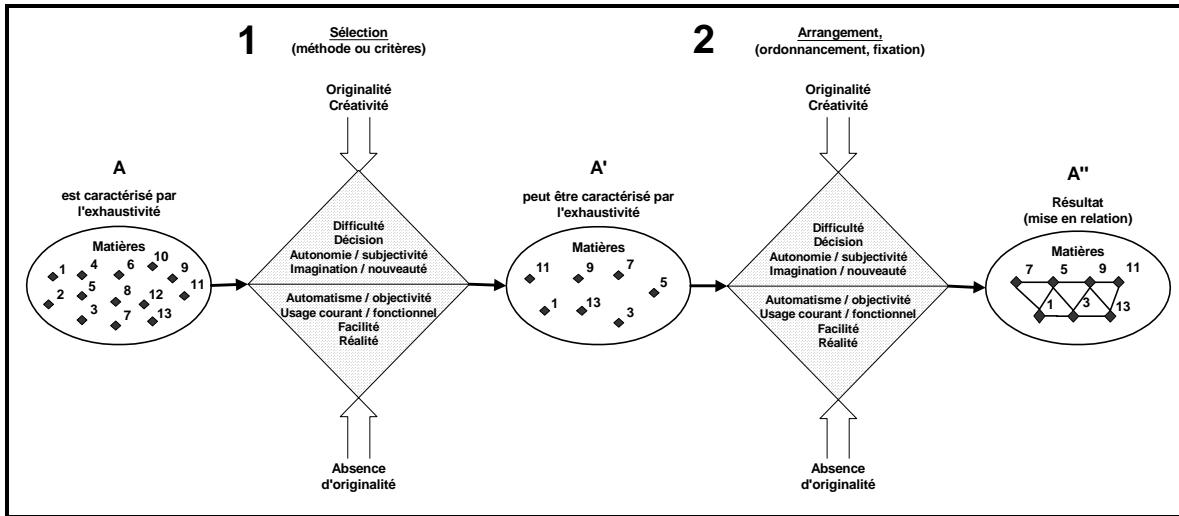 1
Sélection
(méthode ou critères)
Originalité
Créativité
A
est caractérisé par
l'exhaustivité
Matières
1
4
6
10
9
2
5
8
12
11
3
7
13
Difficulté
Décision
Autonomie / subjectivité
Imagination / nouveauté
Automatisme / objectivité
Usage courant / fonctionnel
Facilité
Réalité
Absence
d'originalité
A'
peut être caractérisé par
l'exhaustivité
Matières
11
9
7
5
1
13
3
2
Arrangement,
(ordonnancement, fixation)
Originalité
Créativité
Difficulté
Décision
Autonomie / subjectivité
Imagination / nouveauté
Automatisme / objectivité
Usage courant / fonctionnel
Facilité
Réalité
Absence
d'originalité
A''
Résultat
(mise en relation)
Matières
7
5
9
11
1
3
13